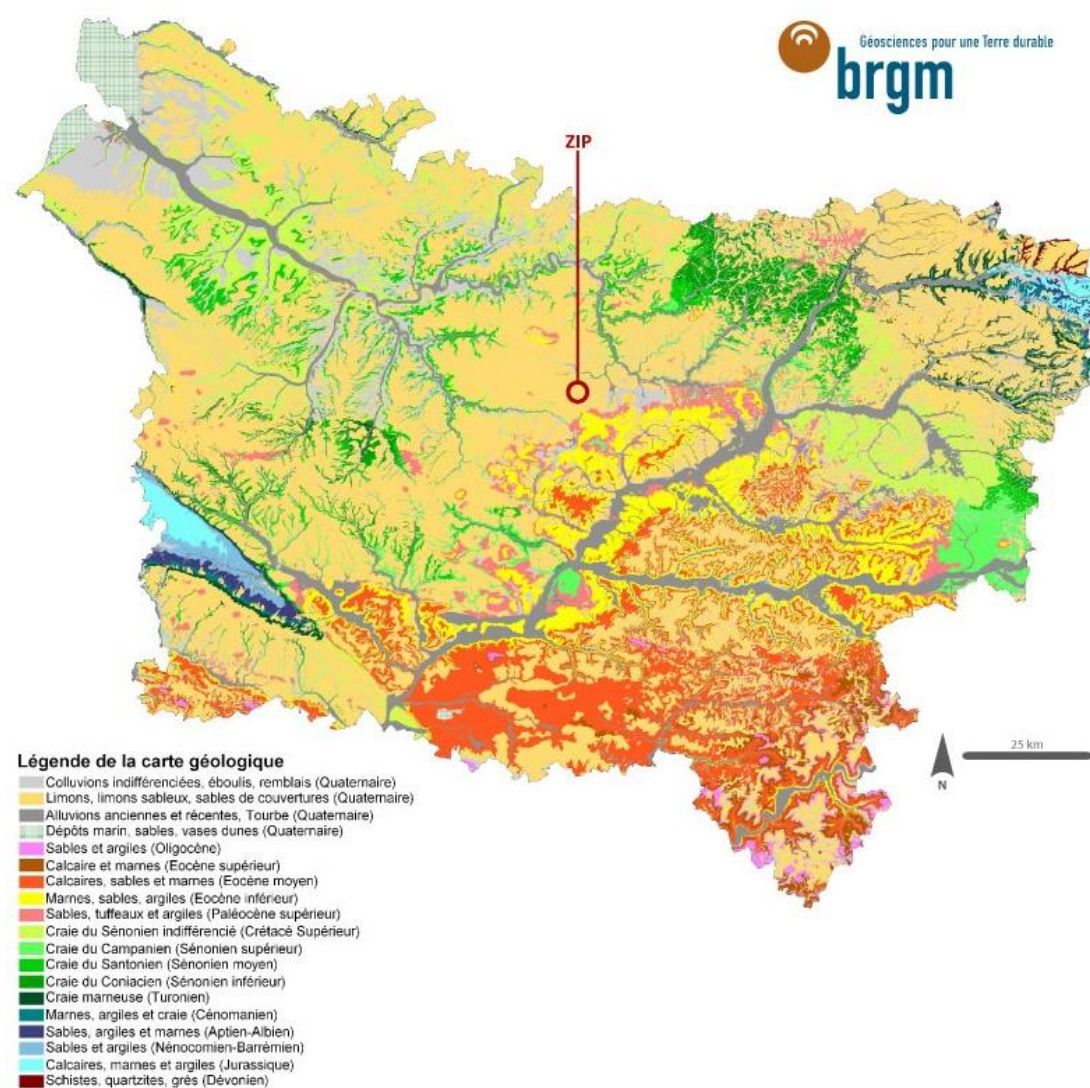 Géosciences pour une Terre durable
brgm
ZIP
25 km
N
Légende de la carte géologique
Colluvions indifférenciées, éboulis, remblais (Quaternaire)
Limons, limons sableux, sables de couvertures (Quaternaire)
Alluvions anciennes et récentes, Tourbe (Quaternaire)
Dépôts marin, sables, vases dunes (Quaternaire)
Sables et argiles (Oligocène)
Calcaire et marnes (Eocène supérieur)
Calcaires, sables et marnes (Eocène moyen)
Marnes, sables, argiles (Eocène inférieur)
Sables, tuffeaux et argiles (Paléocène supérieur)
Craie du Sénonien indifférencié (Crétacé Supérieur)
Craie du Campanien (Sénonien supérieur)
Craie du Santonien (Sénonien moyen)
Craie du Coniacien (Sénonien inférieur)
Craie marneuse (Turonien)
Marnes, argiles et craie (Cénomanien)
Sables, argiles et marnes (Aptien-Albien)
Sables et argiles (Nénocomien-Barrémien)
Calcaires, marnes et argiles (Jurassique)
Schistes, quartzites, grès (Dévonien)